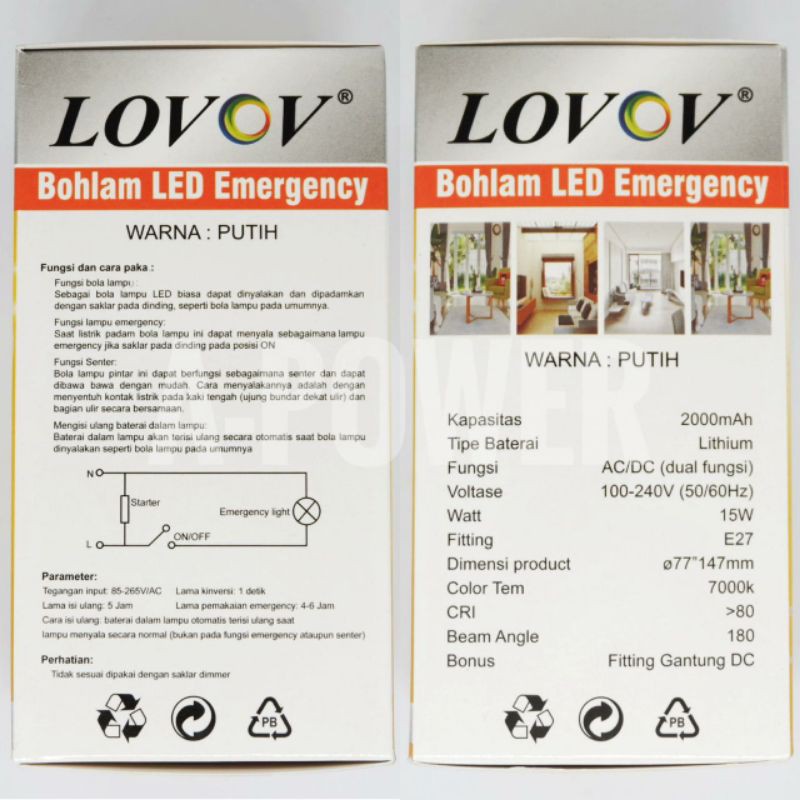 LOVOV®
Bohlam LED Emergency
WARNA : PUTIH
Fungsi dan cara paka :
Fungsi bola lampu:
Sebagai bola lampu LED biasa dapat dinyalakan dan dipadamkan
dengan saklar pada dinding, seperti bola lampu pada umumnya.
Fungsi lampu emergency:
Saat listrik padam bola lampu ini dapat menyala sebagaimana lampu
emergency jika saklar pada dinding pada posisi ON
Fungsi Senter:
Bola lampu pintar ini dapat berfungsi sebagaimana senter dan dapat
dibawa bawa dengan mudah. Cara menyalakannya adalah dengan
menyentuh kontak listrik pada kaki tengah (ujung bundar dekat ulir) dan
bagian ulir secara bersamaan.
Mengisi ulang baterai dalam lampu:
Baterai dalam lampu akan terisi ulang secara otomatis saat bola lampu
dinyalakan seperti bola lampu pada umumnya
N
Starter
Emergency light
L
ON/OFF
Parameter:
Tegangan input: 85-265V/AC Lama kinversi: 1 detik
Lama isi ulang: 5 Jam Lama pemakaian emergency: 4-6 Jam
Cara isi ulang: baterai dalam lampu otomatis terisi ulang saat
lampu menyala secara normal (bukan pada fungsi emergency ataupun senter)
Perhatian:
Tidak sesuai dipakai dengan saklar dimmer
PB
LOVOV®
Bohlam LED Emergency
WARNA : PUTIH
Kapasitas 2000mAh
Tipe Baterai Lithium
Fungsi AC/DC (dual fungsi)
Voltase 100-240V (50/60Hz)
Watt 15W
Fitting E27
Dimensi product ø77"147mm
Color Tem 7000k
CRI >80
Beam Angle 180
Bonus Fitting Gantung DC
PB
A-POWER